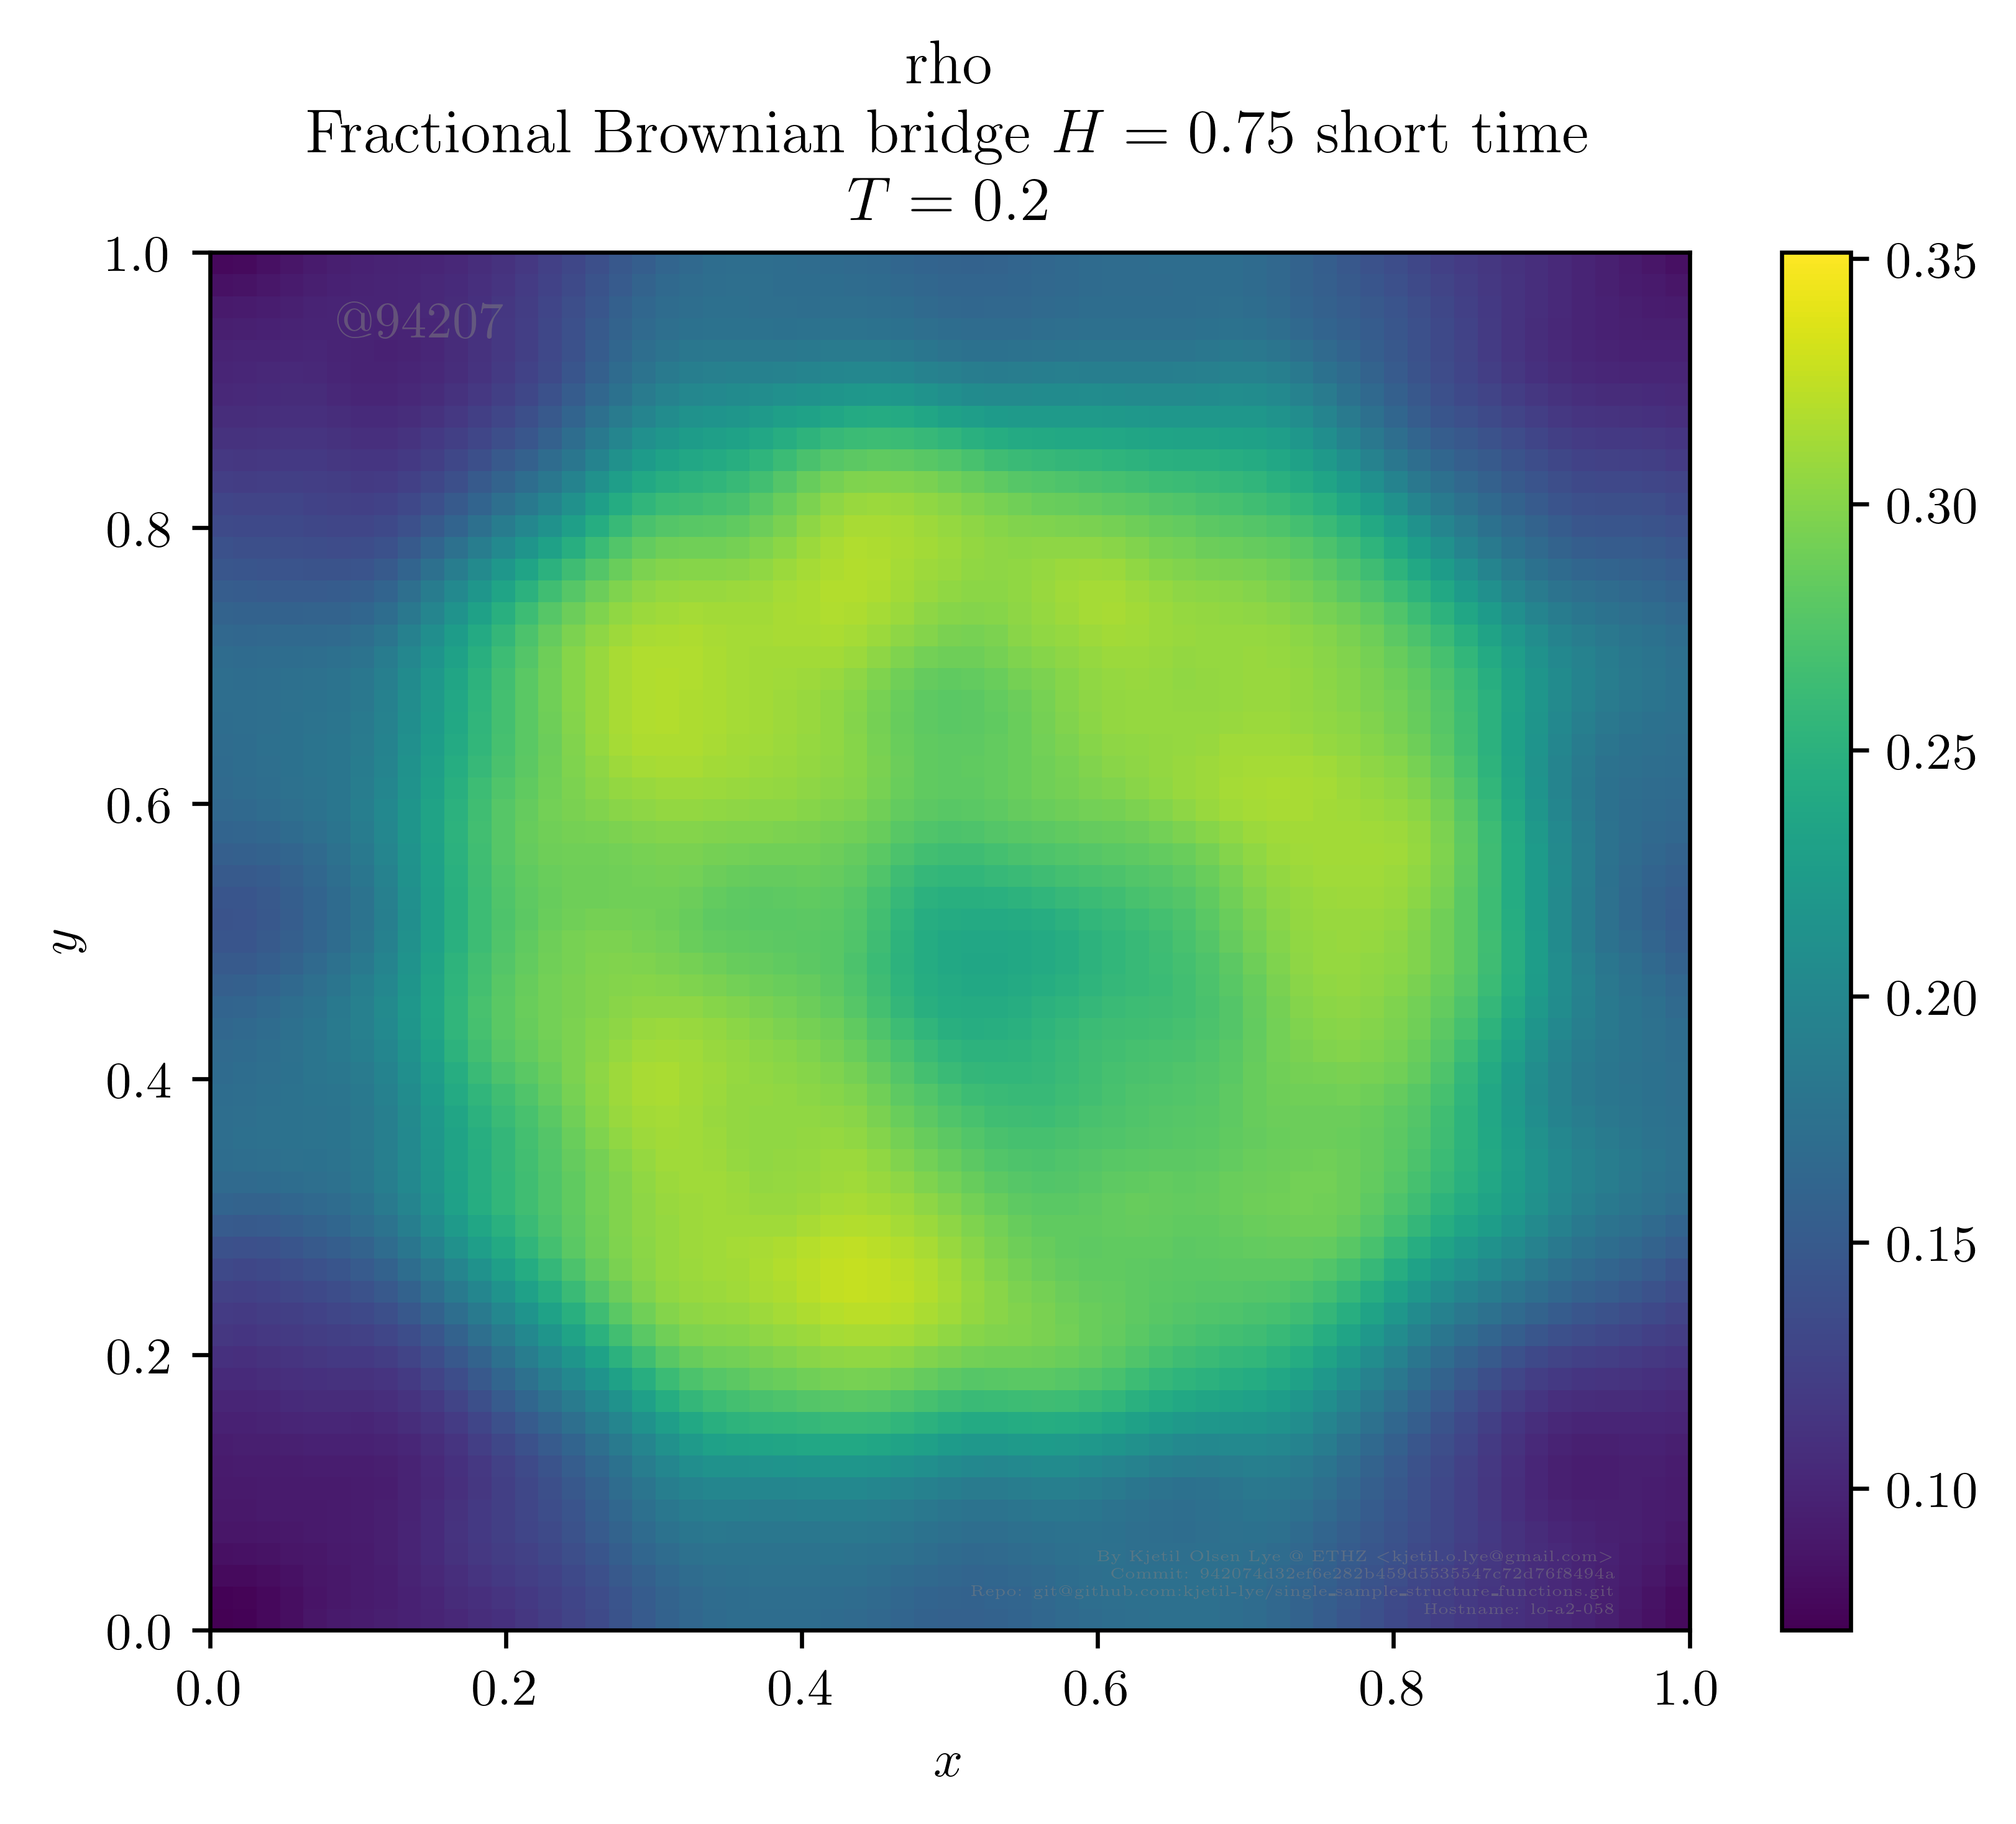 rho
Fractional Brownian bridge H = 0.75 short time
T = 0.2
1.0
0.8
0.6
0.4
0.2
0.0
y
@94207
By Kjetil Olsen Lye @ ETHZ <kjetil.o.lye@gmail.com>
Commit: 942074d32ef6e282b459d5535547c72d76f8494a
Repo: git@github.com:kjetil-lye/single_sample_structure_functions.git
Hostname: lo-a2-058
0.0 0.2 0.4 0.6 0.8 1.0
x
0.35
0.30
0.25
0.20
0.15
0.10